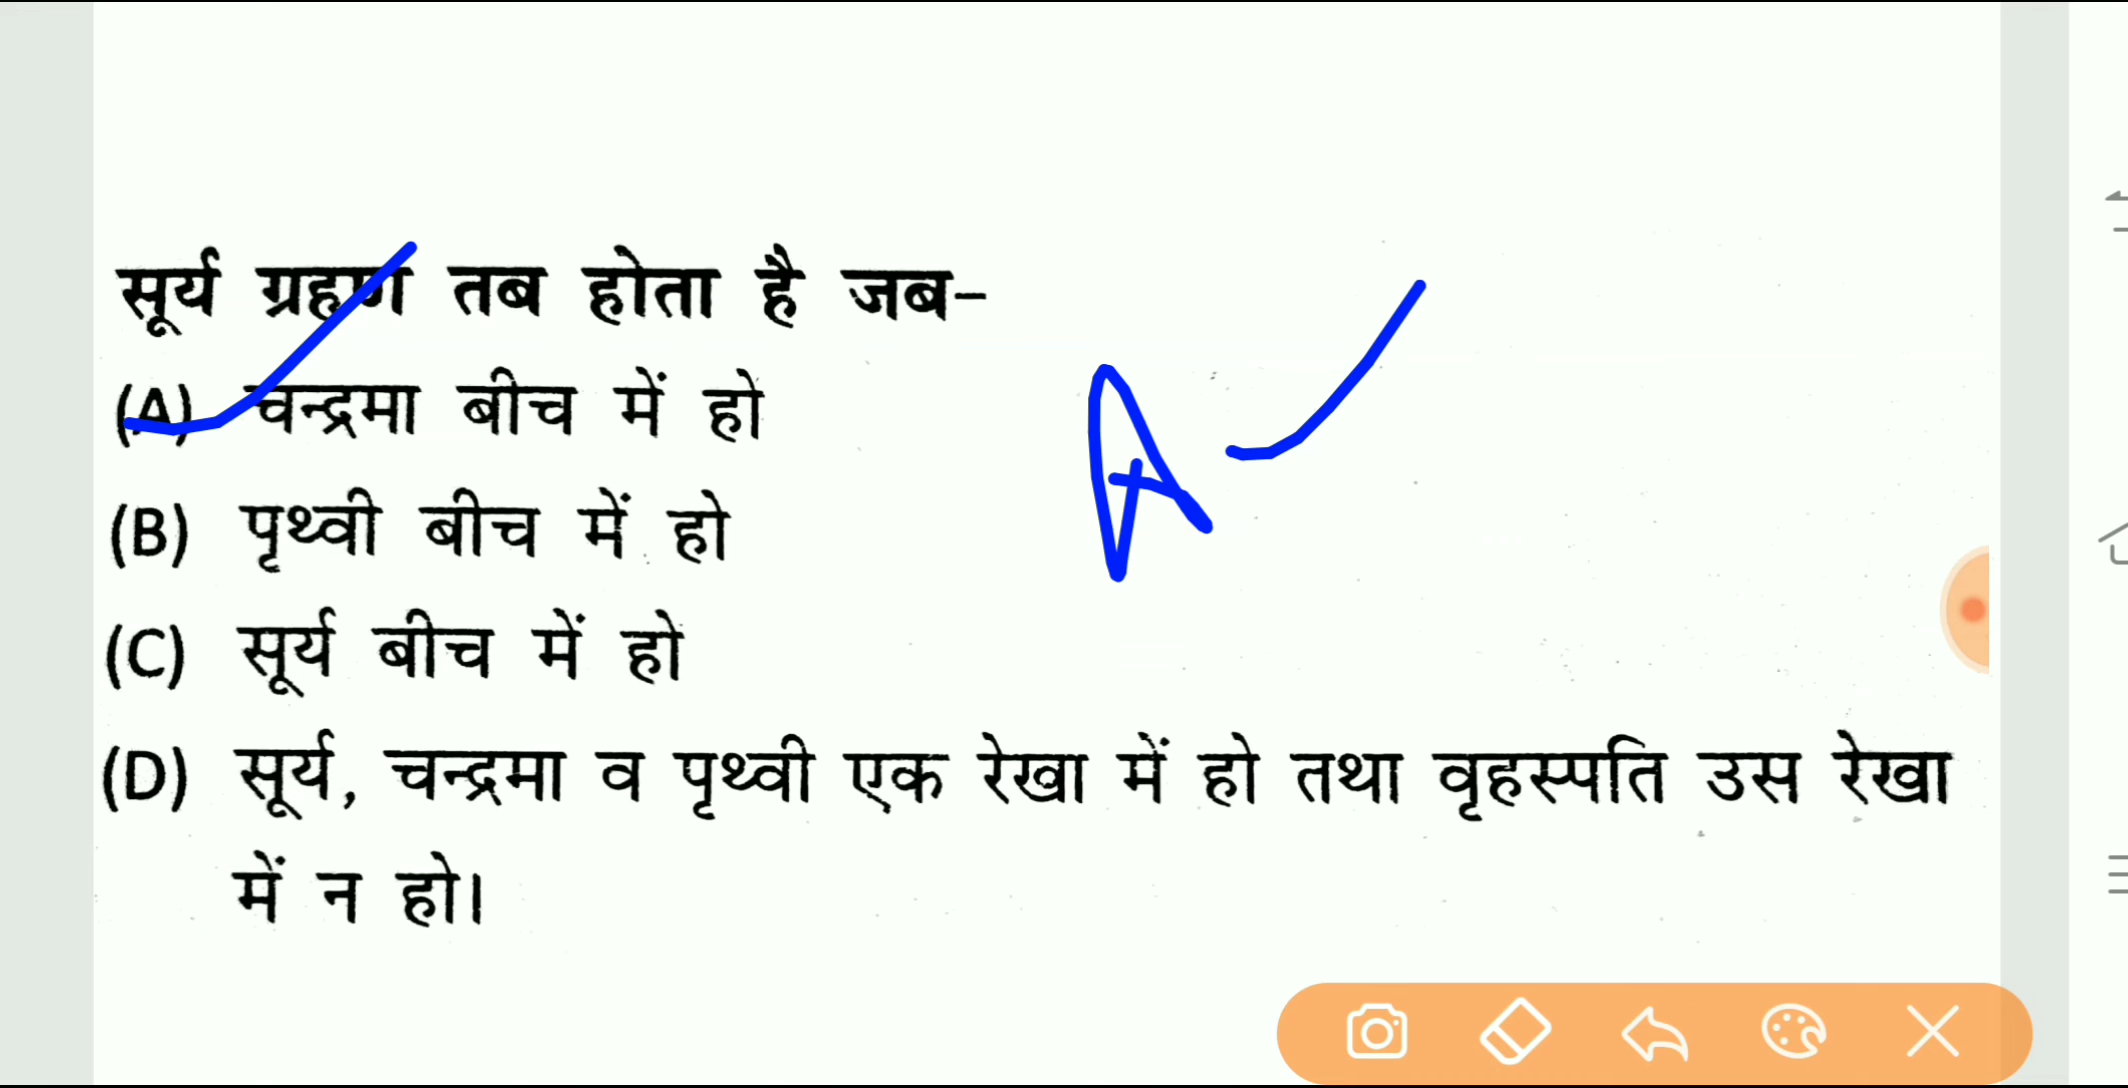 सूर्य ग्रहण तब होता है जब-
(A) चन्द्रमा बीच में हो
A
(B) पृथ्वी बीच में हो
(C) सूर्य बीच में हो
(D) सूर्य, चन्द्रमा व पृथ्वी एक रेखा में हो तथा वृहस्पति उस रेखा
में न हो।